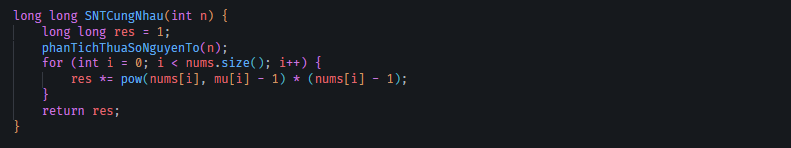 long long SNTCungNhau(int n) {
    long long res = 1;
    phanTichThuaSoNguyenTo(n);
    for (int i = 0; i < nums.size(); i++) {
        res *= pow(nums[i], mu[i] - 1) * (nums[i] - 1);
    }
    return res;
}